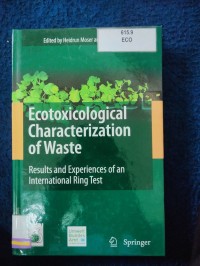 Edited by Heidrun Moser
615.9
ECO
Ecotoxicological
Characterization
of Waste
Results and Experiences of an
International Ring Test
Springer